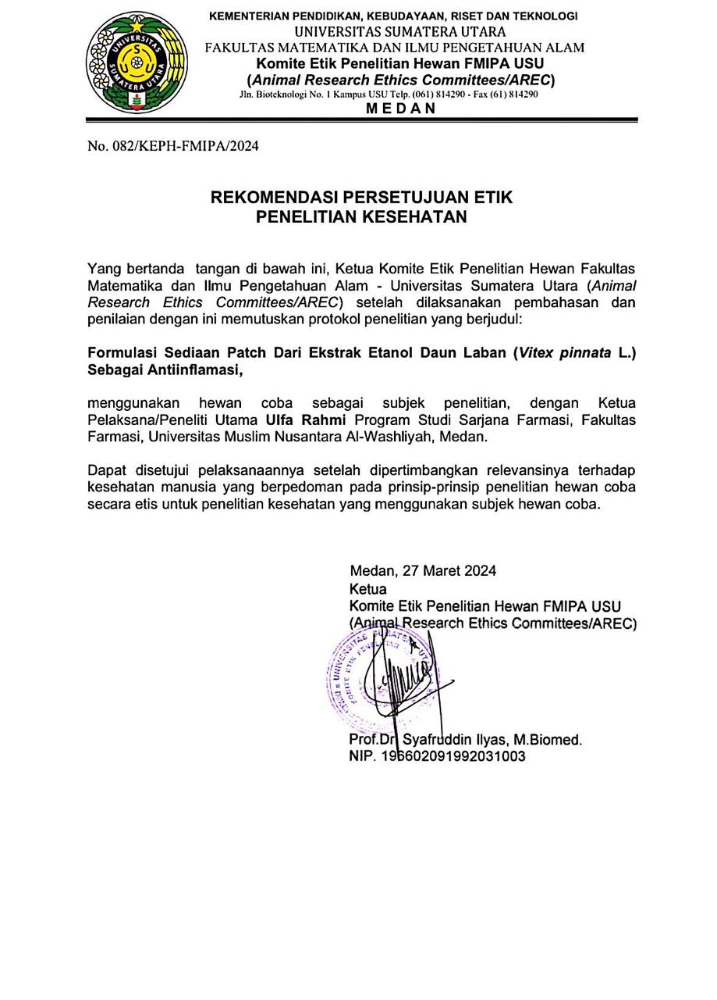 KEMENTERIAN PENDIDIKAN, KEBUDAYAAN, RISET DAN TEKNOLOGI
UNIVERSITAS SUMATERA UTARA
FAKULTAS MATEMATIKA DAN ILMU PENGETAHUAN ALAM
Komite Etik Penelitian Hewan FMIPA USU
(Animal Research Ethics Committees/AREC)
Jln. Bioteknologi No. 1 Kampus USU Telp. (061) 814290 - Fax (61) 814290
MEDAN
UNIVERSITAS
SUMATERA UTARA
USU
No. 082/KEPH-FMIPA/2024
REKOMENDASI PERSETUJUAN ETIK
PENELITIAN KESEHATAN
Yang bertanda tangan di bawah ini, Ketua Komite Etik Penelitian Hewan Fakultas
Matematika dan Ilmu Pengetahuan Alam - Universitas Sumatera Utara (Animal
Research Ethics Committees/AREC) setelah dilaksanakan pembahasan dan
penilaian dengan ini memutuskan protokol penelitian yang berjudul:
Formulasi Sediaan Patch Dari Ekstrak Etanol Daun Laban (Vitex pinnata L.)
Sebagai Antiinflamasi,
menggunakan hewan coba sebagai subjek penelitian, dengan Ketua
Pelaksana/Peneliti Utama Ulfa Rahmi Program Studi Sarjana Farmasi, Fakultas
Farmasi, Universitas Muslim Nusantara Al-Washliyah, Medan.
Dapat disetujui pelaksanaannya setelah dipertimbangkan relevansinya terhadap
kesehatan manusia yang berpedoman pada prinsip-prinsip penelitian hewan coba
secara etis untuk penelitian kesehatan yang menggunakan subjek hewan coba.
Medan, 27 Maret 2024
Ketua
Komite Etik Penelitian Hewan FMIPA USU
(Animal Research Ethics Committees/AREC)
UNIVERSITAS SUMATERA
KOMITE ETIK PENELITIAN
Prof.Dr. Syafruddin Ilyas, M.Biomed.
NIP. 196602091992031003